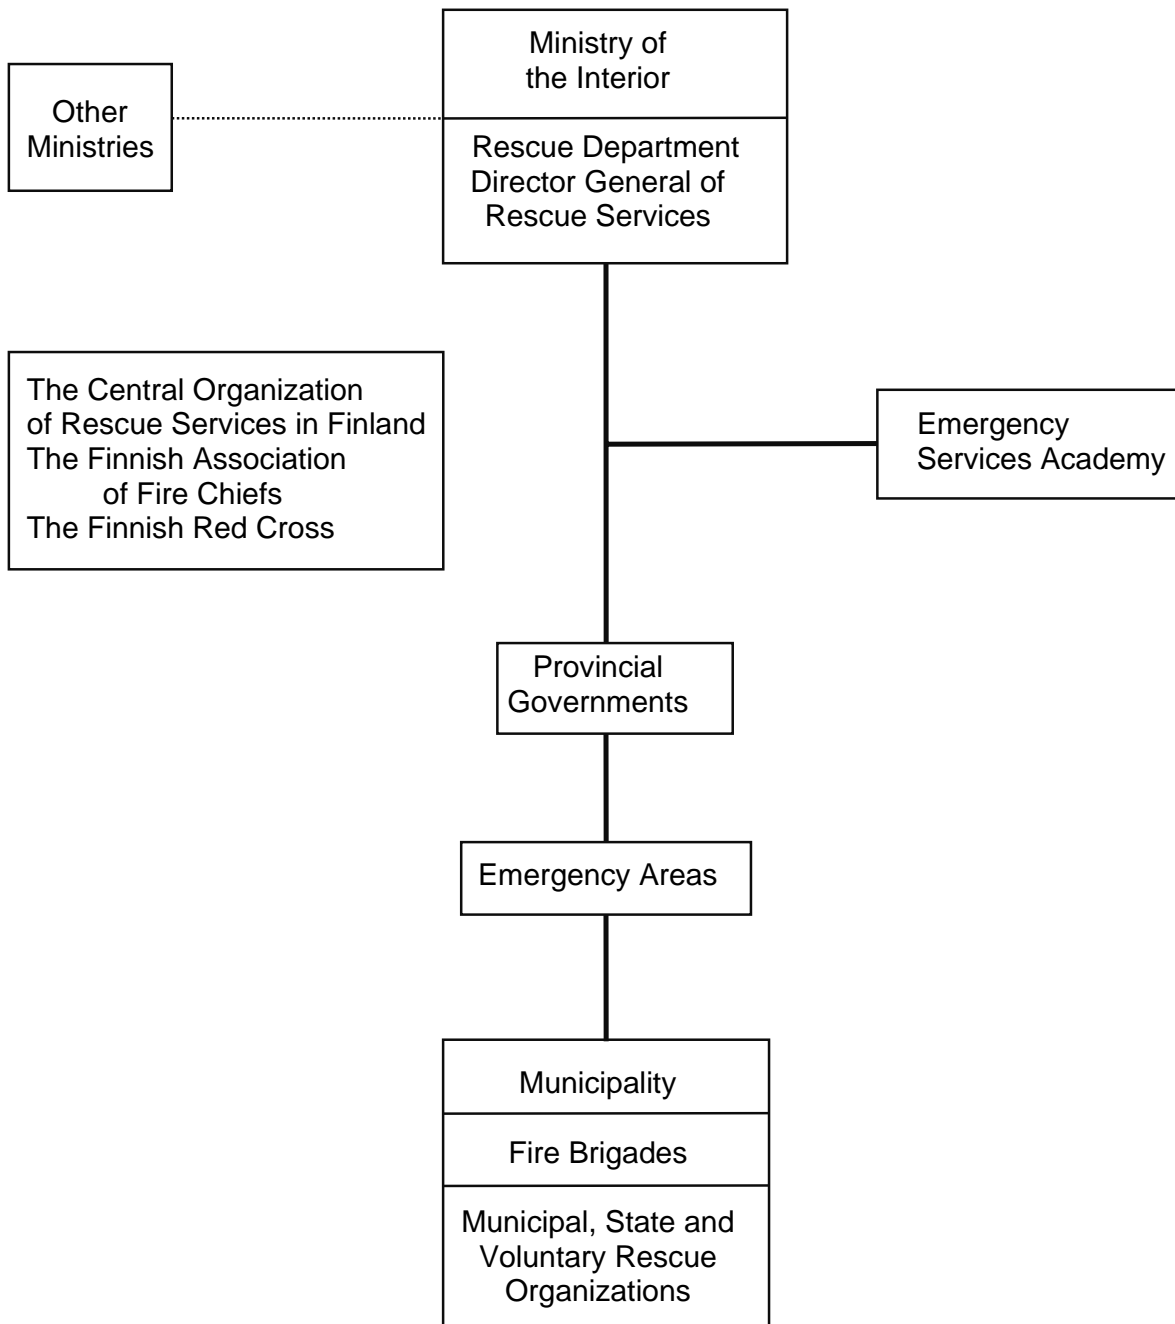 Ministry of
the Interior
Other
Ministries
Rescue Department
Director General of
Rescue Services
The Central Organization
of Rescue Services in Finland
The Finnish Association
of Fire Chiefs
The Finnish Red Cross
Emergency
Services Academy
Provincial
Governments
Emergency Areas
Municipality
Fire Brigades
Municipal, State and
Voluntary Rescue
Organizations